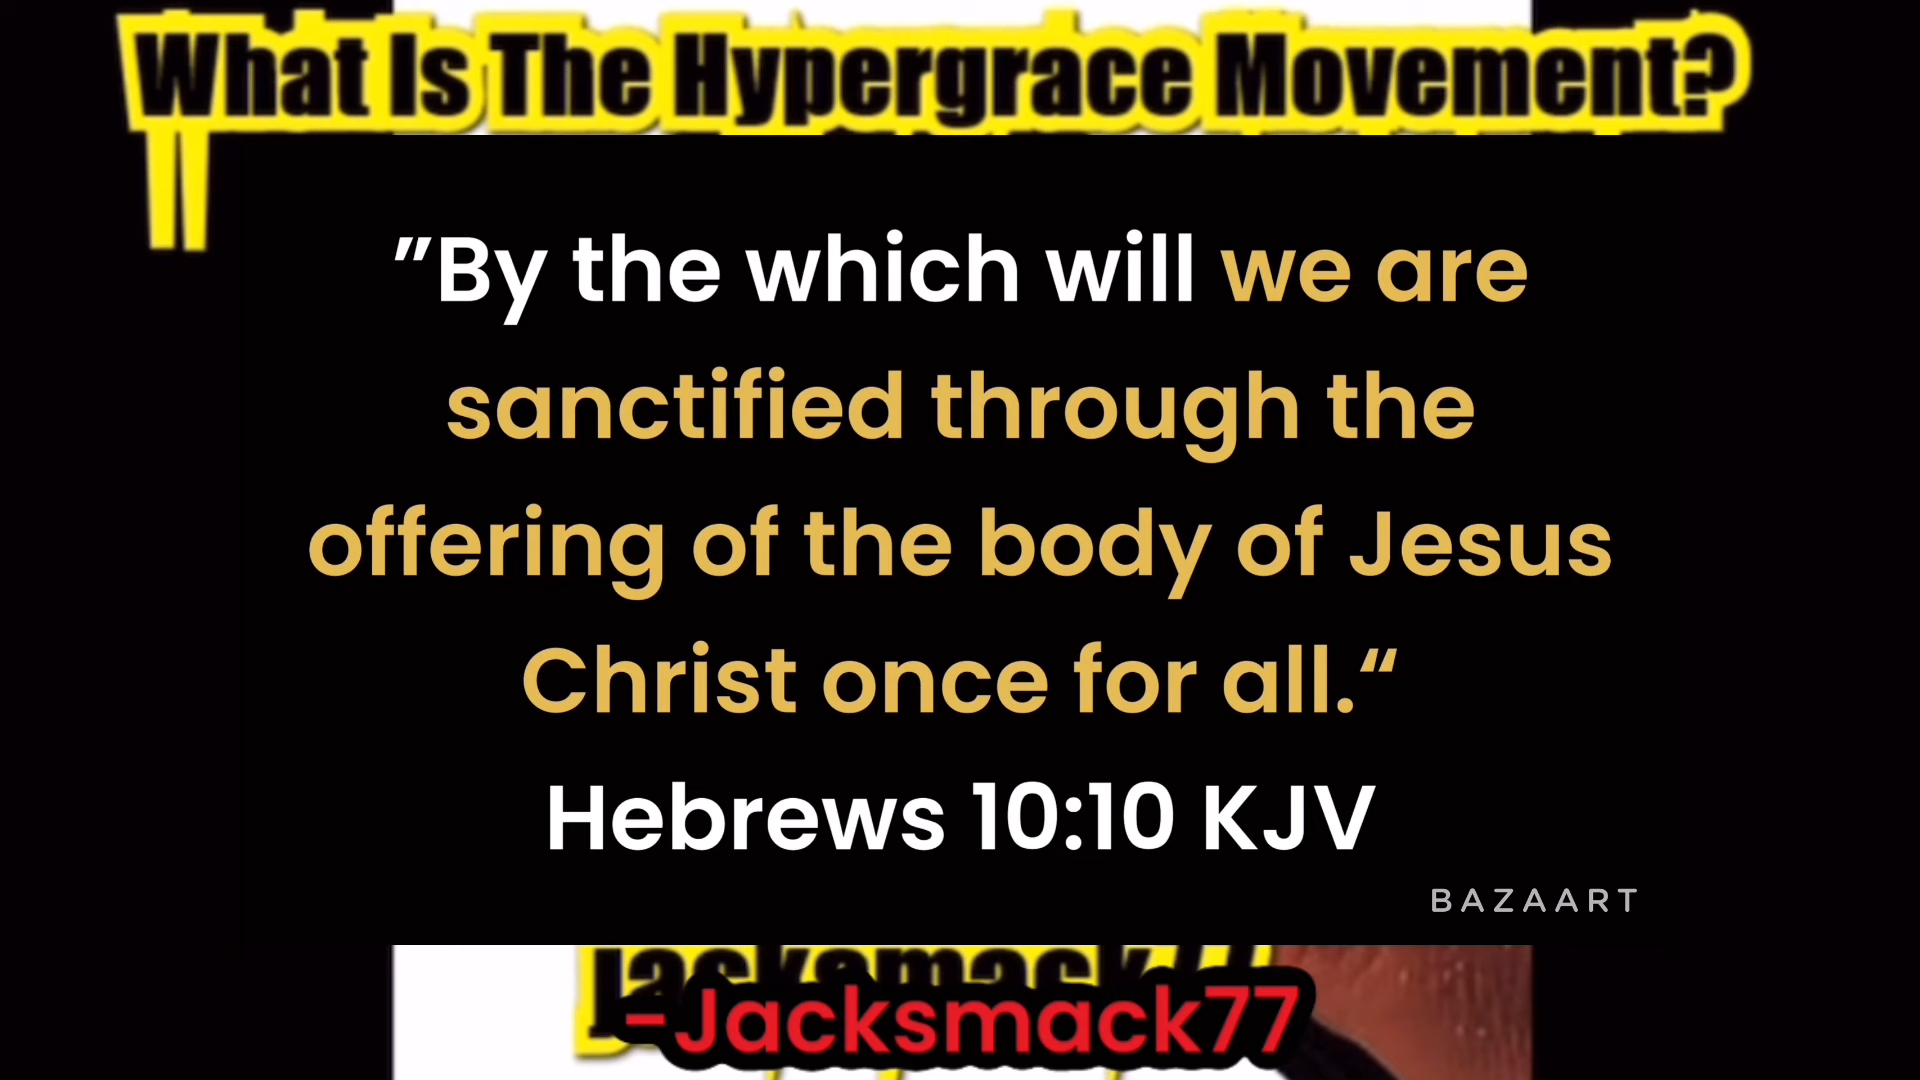 What Is The Hypergrace Movement?
"By the which will we are
sanctified through the
offering of the body of Jesus
Christ once for all.“
Hebrews 10:10 KJV
BAZAART
Jacksmack77
-Jacksmack77